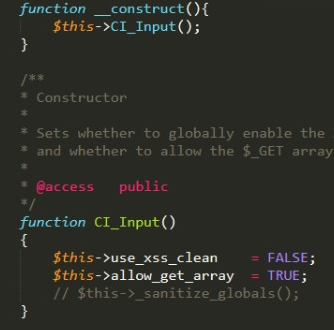 function __construct(){
$this->CI_Input();
}
/**
* Constructor
*
* Sets whether to globally enable the
* and whether to allow the $_GET array
*
* @access public
*/
function CI_Input()
{
$this->use_xss_clean = FALSE;
$this->allow_get_array = TRUE;
// $this->_sanitize_globals();
}